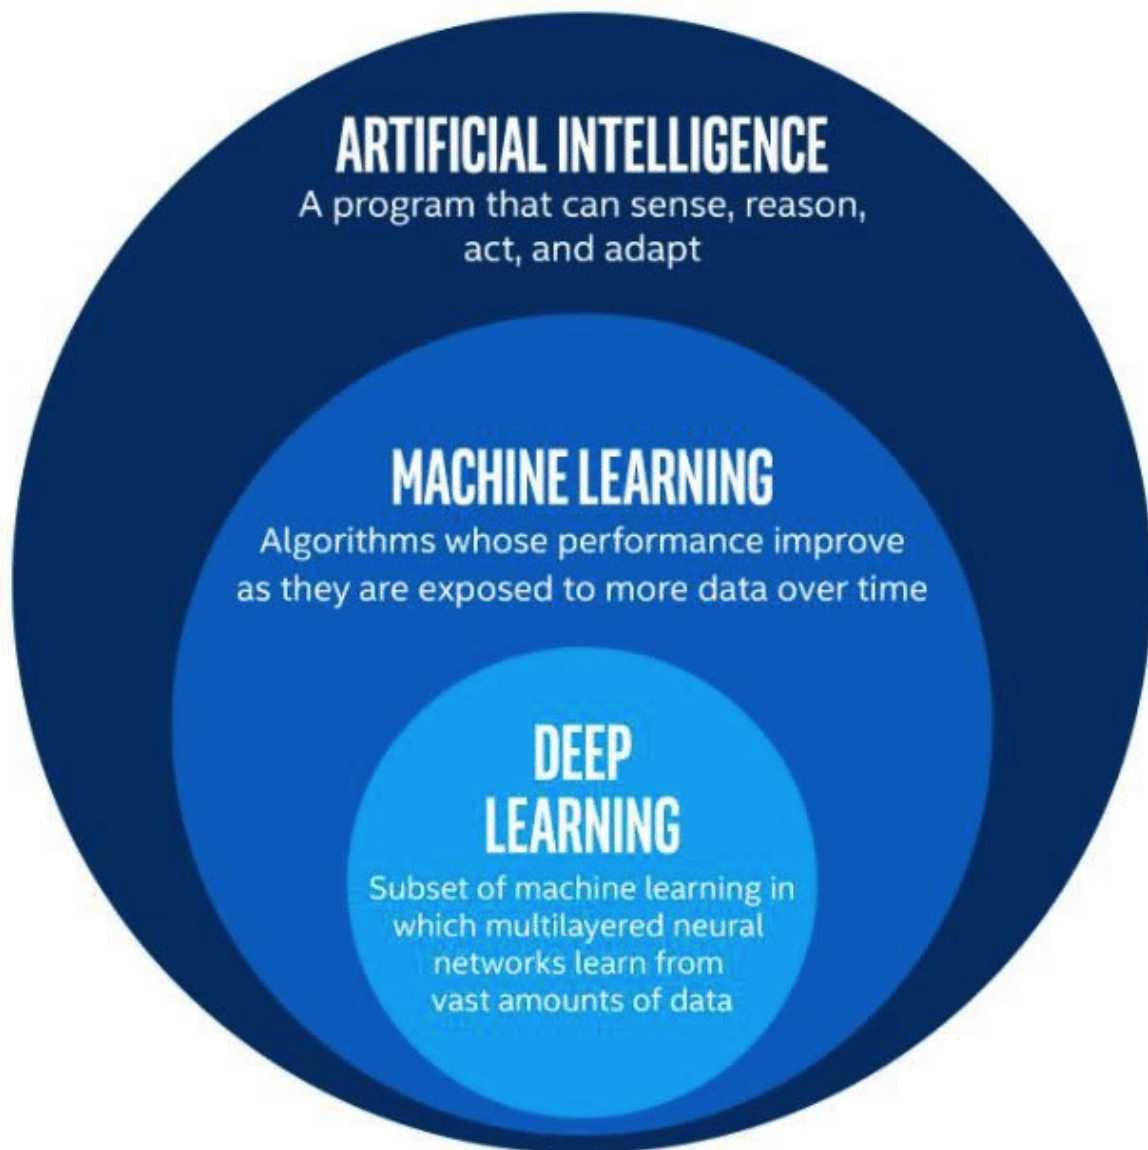 ARTIFICIAL INTELLIGENCE
A program that can sense, reason,
act, and adapt
MACHINE LEARNING
Algorithms whose performance improve
as they are exposed to more data over time
DEEP
LEARNING
Subset of machine learning in
which multilayered neural
networks learn from
vast amounts of data